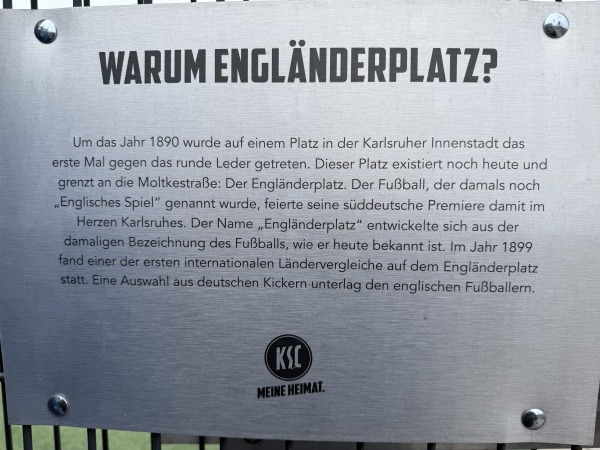 WARUM ENGLÄNDERPLATZ?
Um das Jahr 1890 wurde auf einem Platz in der Karlsruher Innenstadt das
erste Mal gegen das runde Leder getreten. Dieser Platz existiert noch heute und
grenzt an die Moltkestraße: Der Engländerplatz. Der Fußball, der damals noch
„Englisches Spiel“ genannt wurde, feierte seine süddeutsche Premiere damit im
Herzen Karlsruhes. Der Name „Engländerplatz“ entwickelte sich aus der
damaligen Bezeichnung des Fußballs, wie er heute bekannt ist. Im Jahr 1899
fand einer der ersten internationalen Ländervergleiche auf dem Engländerplatz
statt. Eine Auswahl aus deutschen Kickern unterlag den englischen Fußballern.
KSC
MEINE HEIMAT.